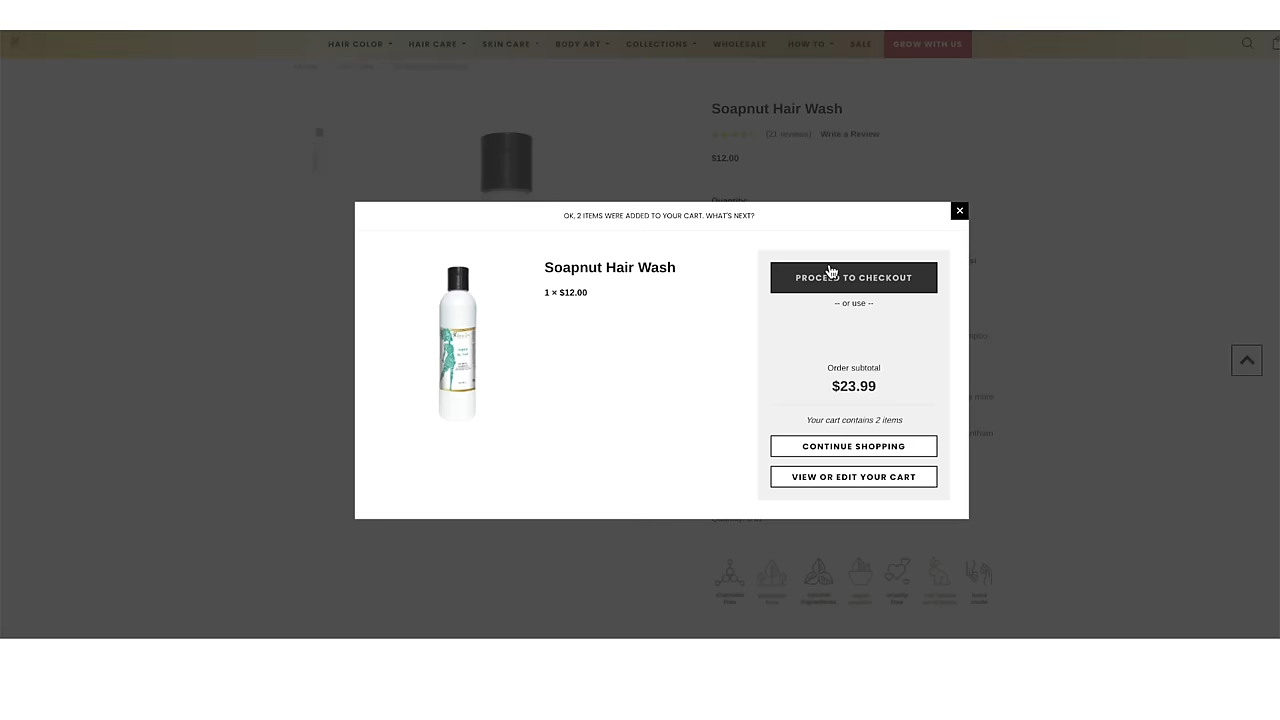 HAIR COLOR HAIR CARE SKIN CARE BODY ART COLLECTIONS WHOLESALE HOW TO SALE GROW WITH US
Soapnut Hair Wash
(21 reviews) Write a Review
$12.00
Quantity:
OK, 2 ITEMS WERE ADDED TO YOUR CART. WHAT'S NEXT?
×
Soapnut Hair Wash
1 × $12.00
PROCEED TO CHECKOUT
-- or use --
Order subtotal
$23.99
Your cart contains 2 items
CONTINUE SHOPPING
VIEW OR EDIT YOUR CART